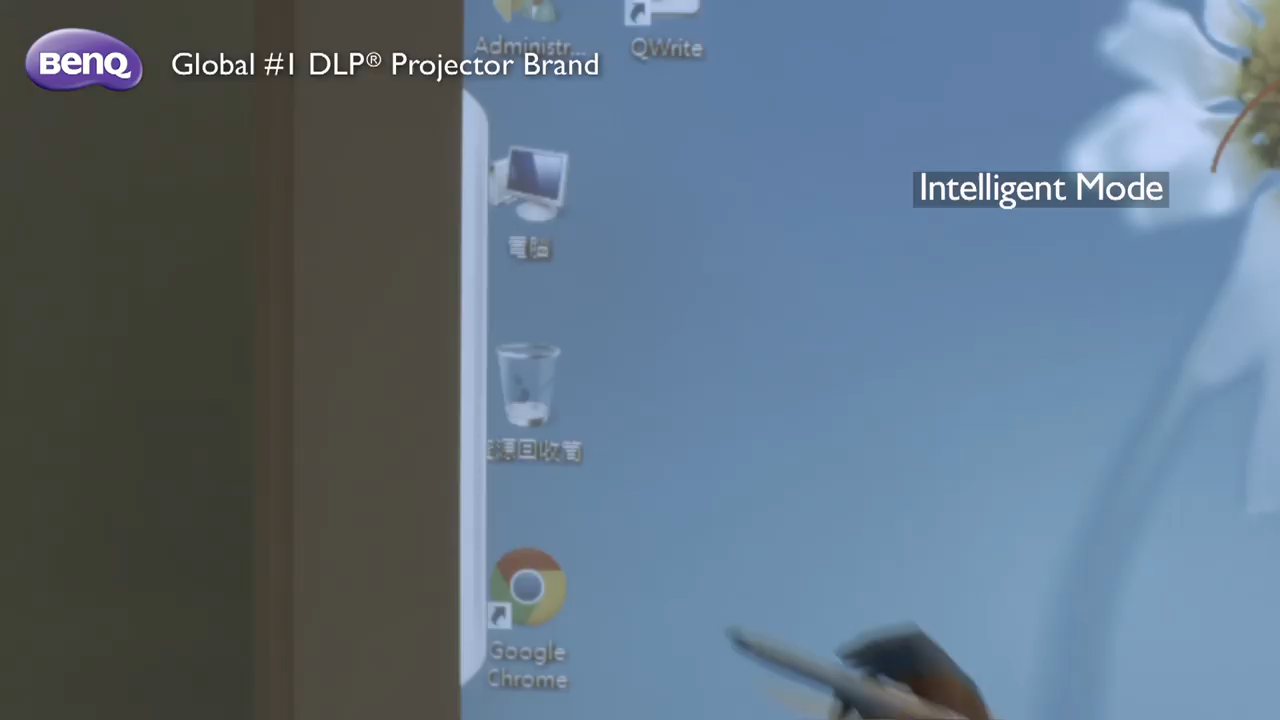 BenQ
Global #1 DLP® Projector Brand
Administr...
QWrite
Intelligent Mode
電腦
資源回收筒
Google
Chrome